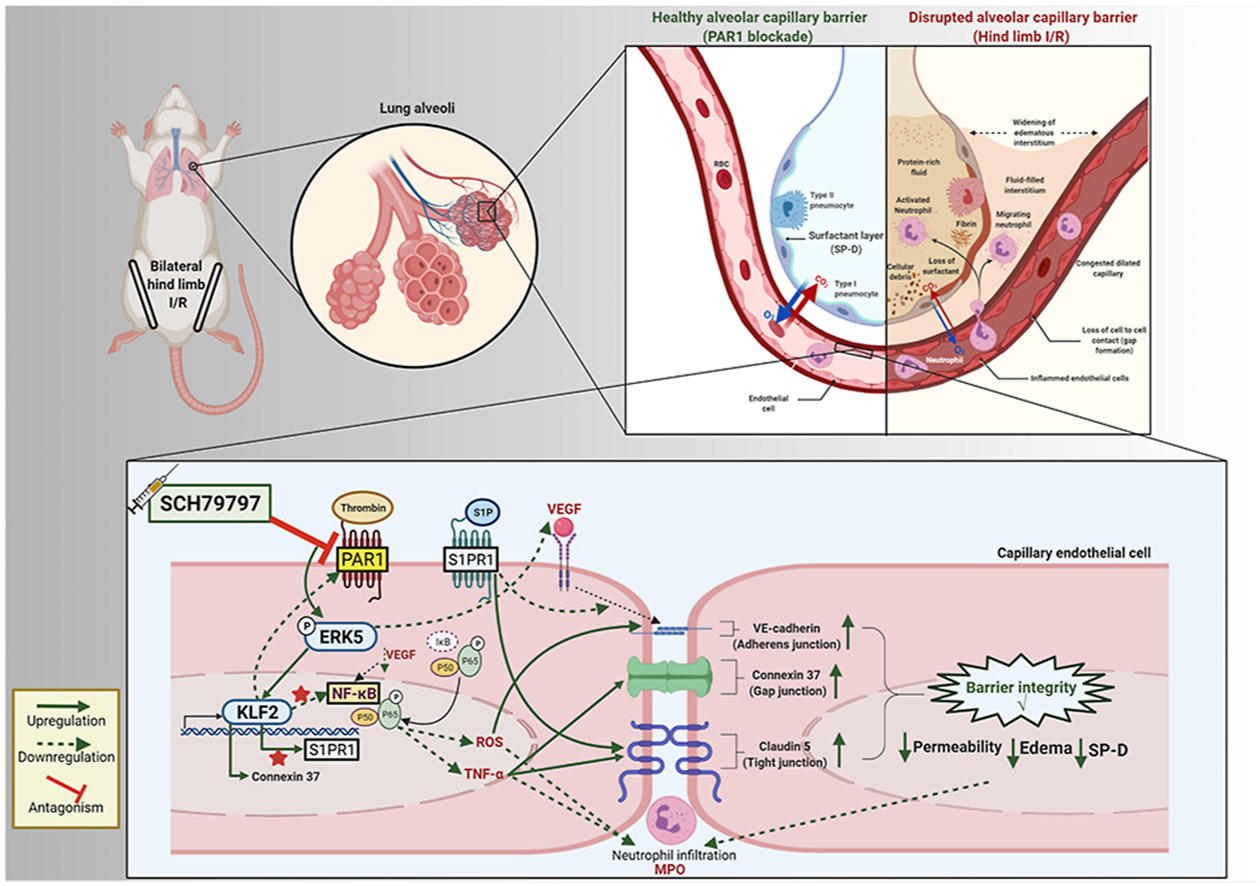 Healthy alveolar capillary barrier
(PAR1 blockade)
Disrupted alveolar capillary barrier
(Hind limb I/R)
Lung alveoli
Bilateral
hind limb
I/R
RBC
Type II
pneumocyte
Surfactant layer
(SP-D)
CO₂
Type I
pneumocyte
O₂
Endothelial
cell
Widening of
edematous
interstitium
Protein-rich
fluid
Fluid-filled
interstitium
Activated
Neutrophil
Migrating
neutrophil
Fibrin
Cellular
debris
Loss of
surfactant
CO₂
Congested dilated
capillary
O₂
Neutrophil
Loss of cell to cell
contact (gap
formation)
Inflammed endothelial cells
SCH79797
Thrombin
PAR1
S1P
S1PR1
VEGF
Capillary endothelial cell
P
ERK5
IκB
P
P50
P65
VEGF
NF-κB
P
P50
P65
KLF2
S1PR1
Connexin 37
ROS
TNF-α
VE-cadherin
(Adherens junction)
Connexin 37
(Gap junction)
Claudin 5
(Tight junction)
Barrier integrity
√
Permeability
Edema
SP-D
Neutrophil infiltration
MPO
Upregulation
Downregulation
Antagonism